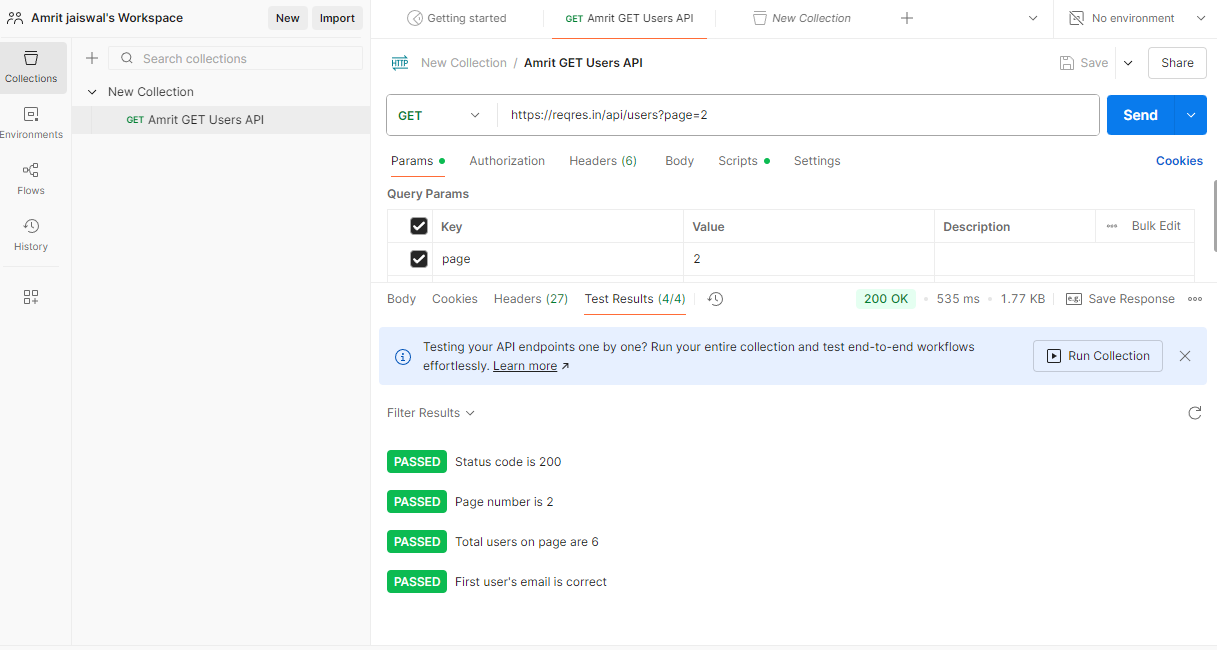 Amrit jaiswal's Workspace
New
Import
Getting started
GET Amrit GET Users API
New Collection
No environment
Collections
Environments
Flows
History
Search collections
New Collection
GET Amrit GET Users API
HTTP New Collection / Amrit GET Users API
Save
Share
GET
https://reqres.in/api/users?page=2
Send
Params
Authorization
Headers (6)
Body
Scripts
Settings
Cookies
Query Params
Key
Value
Description
Bulk Edit
page
2
Body
Cookies
Headers (27)
Test Results (4/4)
200 OK
535 ms
1.77 KB
e.g. Save Response
Testing your API endpoints one by one? Run your entire collection and test end-to-end workflows
effortlessly. Learn more ↗
Run Collection
Filter Results
PASSED Status code is 200
PASSED Page number is 2
PASSED Total users on page are 6
PASSED First user's email is correct